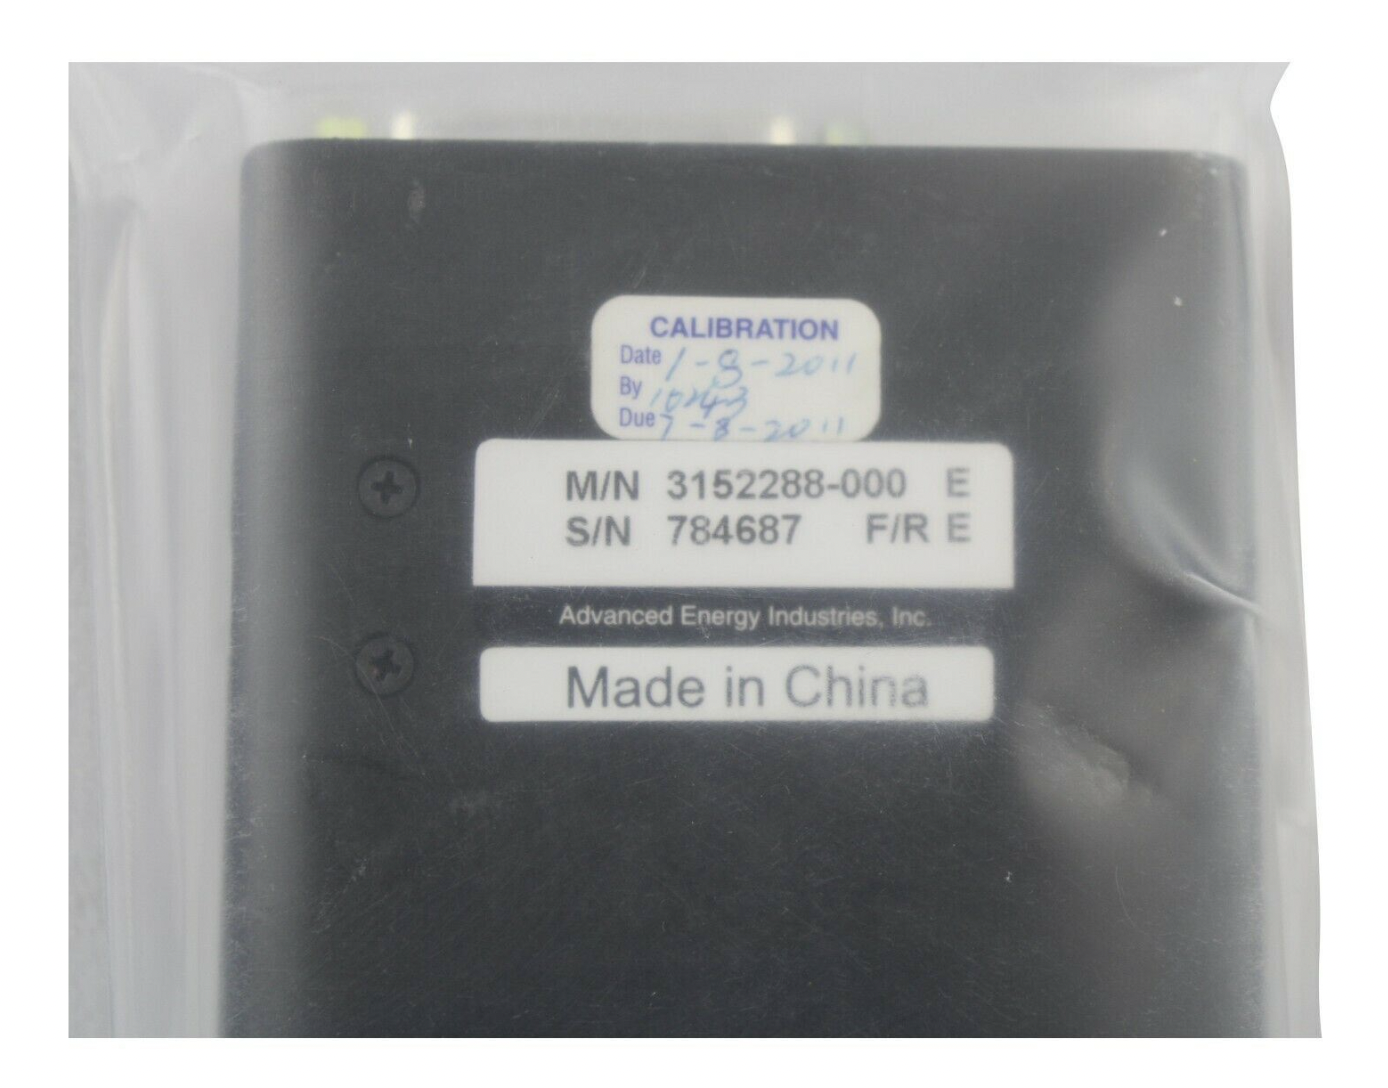 CALIBRATION
Date 1-8-2011
By 10243
Due 7-8-2011
M/N 3152288-000 E
S/N 784687 F/R E
Advanced Energy Industries, Inc.
Made in China